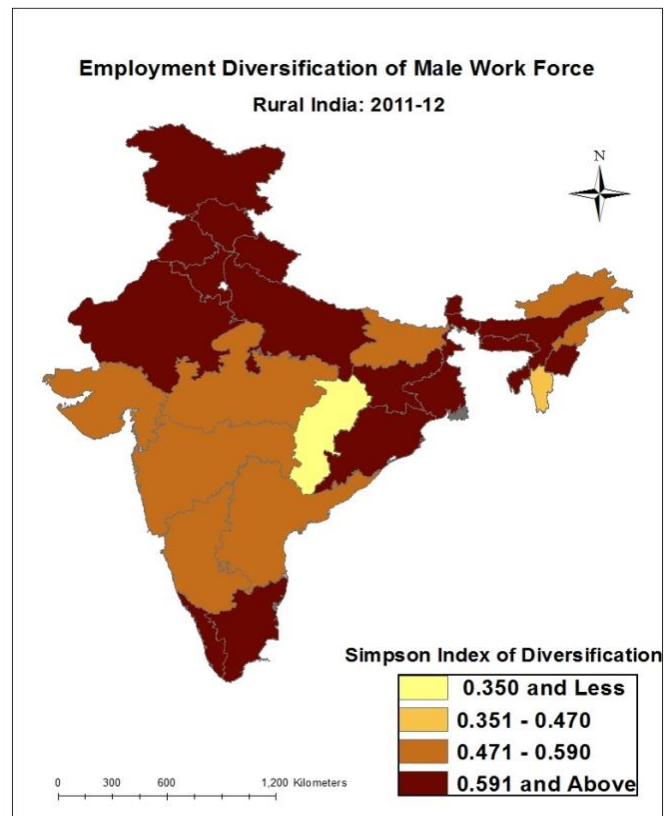 Employment Diversification of Male Work Force
Rural India: 2011-12
N
Simpson Index of Diversification
0.350 and Less
0.351 - 0.470
0.471 - 0.590
0.591 and Above
0 300 600 1,200 Kilometers